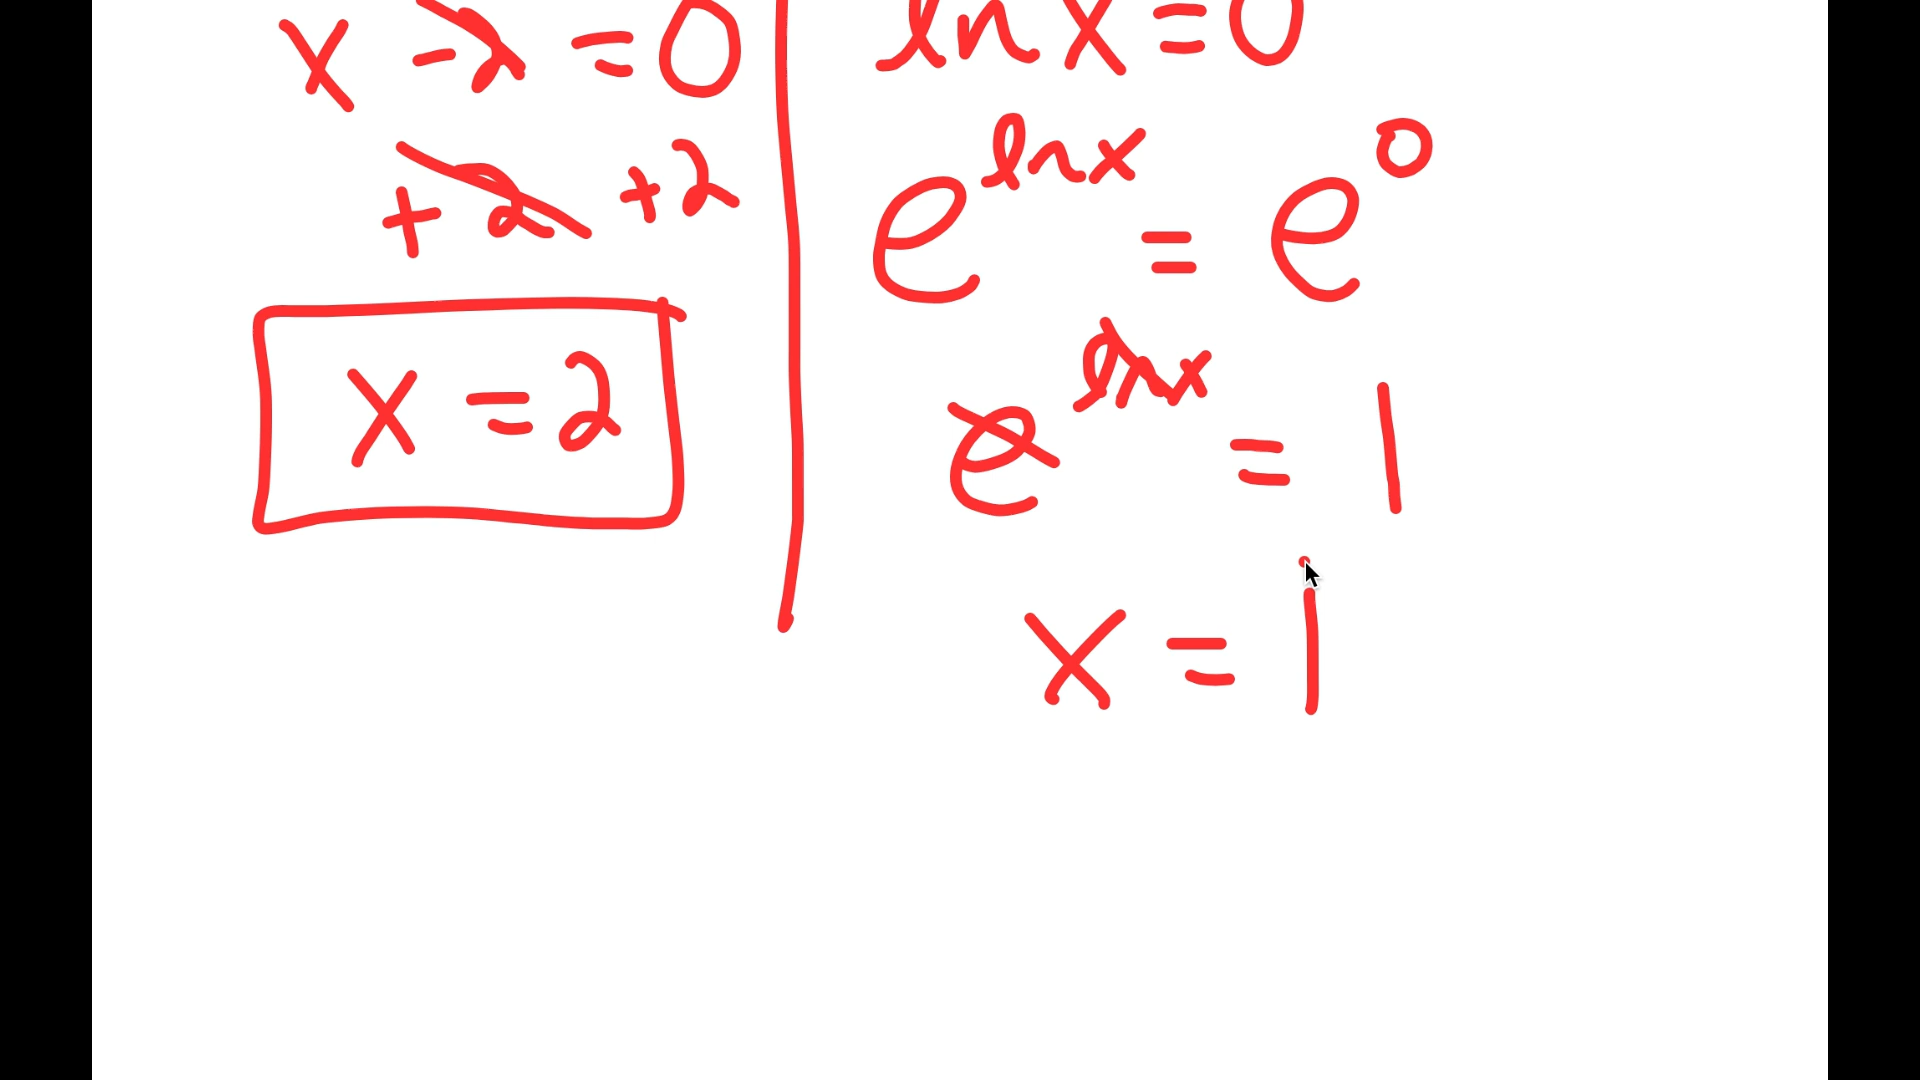 x - 2 = 0
+ 2 + 2
x = 2
ln x = 0
e^ln x = e^0
e^ln x = 1
x = 1